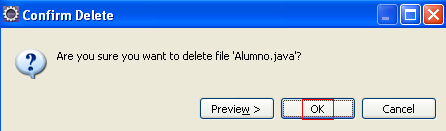 Confirm Delete
Are you sure you want to delete file 'Alumno.java'?
Preview >
OK
Cancel